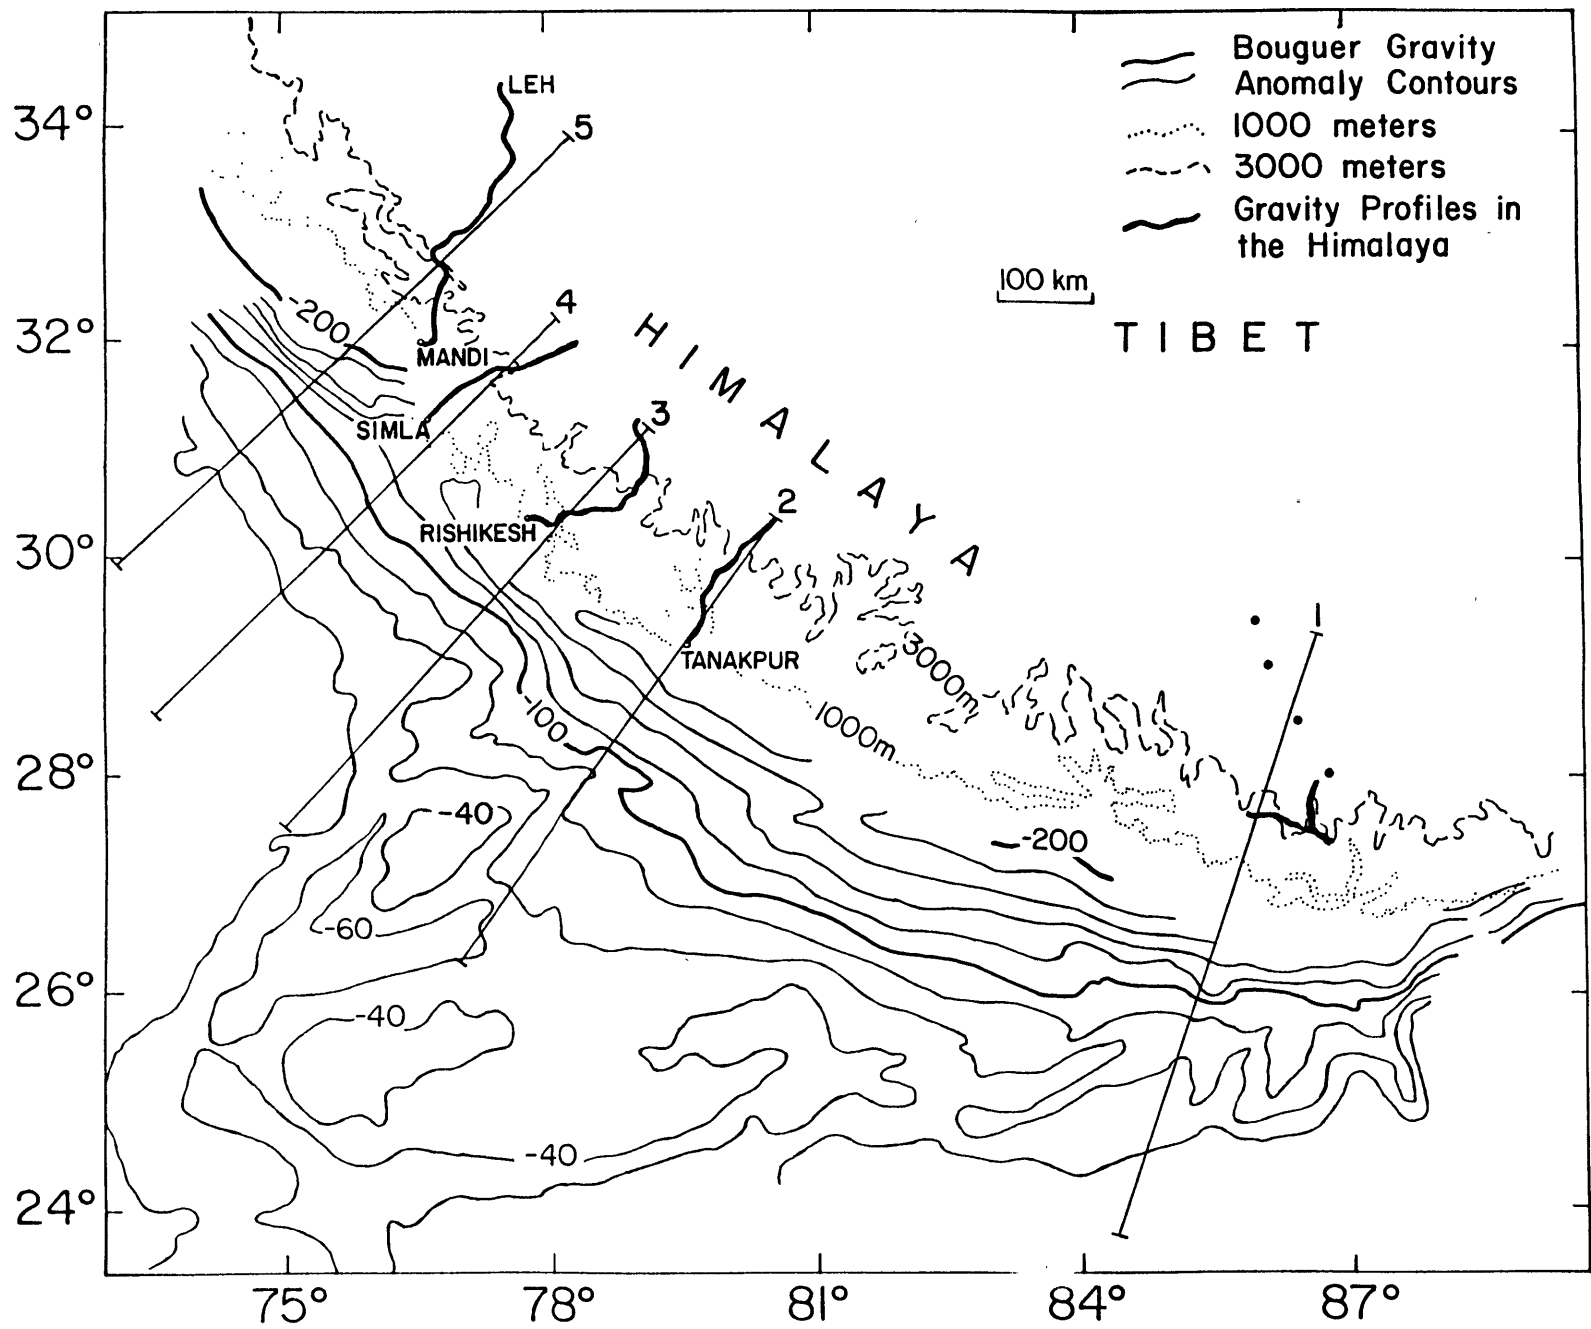 Bouguer Gravity
Anomaly Contours
1000 meters
3000 meters
Gravity Profiles in
the Himalaya
100 km
TIBET
HIMALAYA
LEH
5
34°
4
-200
32°
MANDI
3
SIMLA
2
RISHIKESH
30°
1
TANAKPUR
3000m
1000m
-100
28°
-40
-200
-60
26°
-40
-40
24°
75° 78° 81° 84° 87°